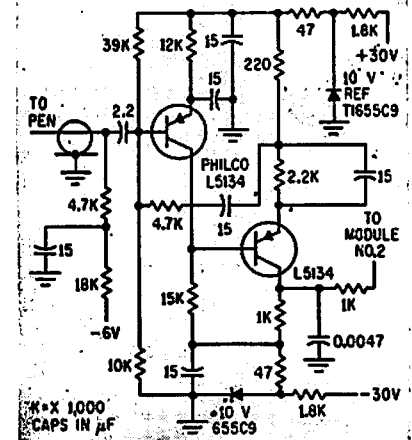 39K
12K
15
47
1.8K
+30V
15
220
10 V
REF
TI655C9
TO
PEN
2.2
PHILCO
L5134
2.2K
15
4.7K
4.7K
15
TO
MODULE
NO.2
15
L5134
18K
15K
1K
1K
-6V
0.0047
10K
15
47
-30V
10 V
655C9
1.8K
K=X 1,000
CAPS IN μF